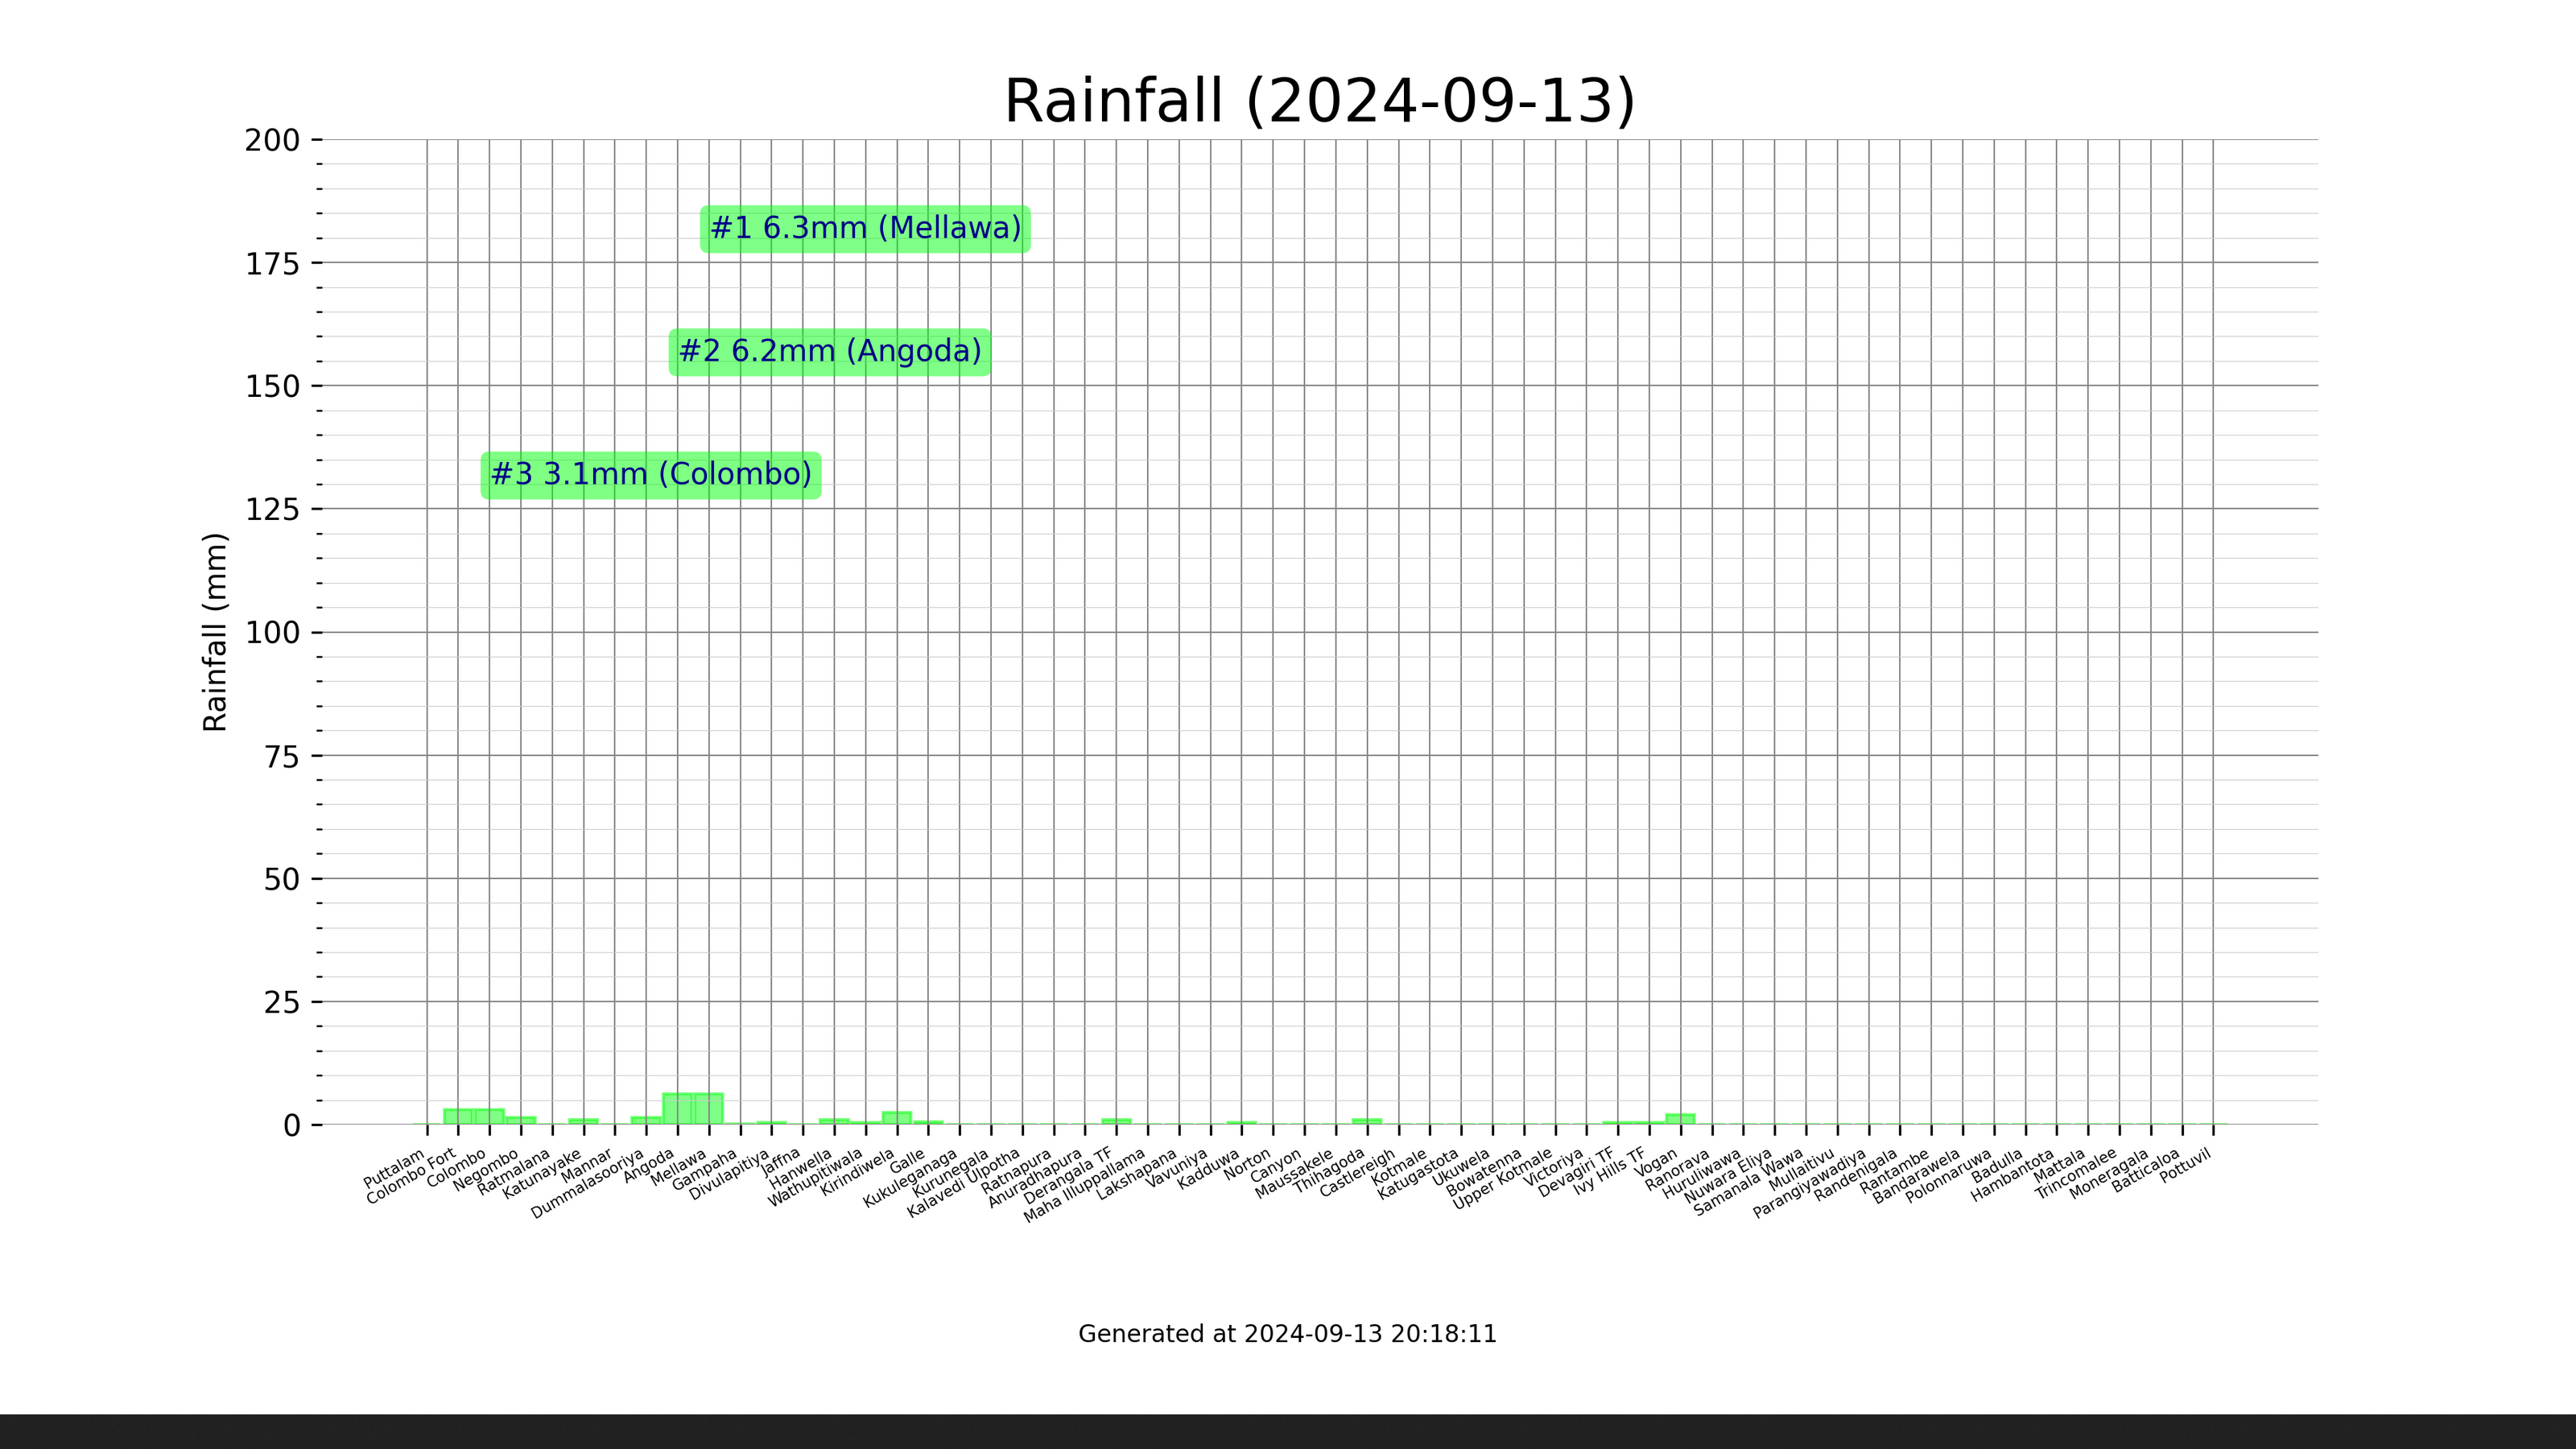 Rainfall (2024-09-13)
200
175
150
125
100
75
50
25
0
Rainfall (mm)
#1 6.3mm (Mellawa)
#2 6.2mm (Angoda)
#3 3.1mm (Colombo)
Puttalam
Colombo Fort
Colombo
Negombo
Ratmalana
Katunayake
Mannar
Dummalasooriya
Angoda
Mellawa
Gampaha
Divulapitiya
Jaffna
Hanwella
Wathupitiwala
Kirindiwela
Galle
Kukuleganaga
Kurunegala
Kalavedi Ulpotha
Ratnapura
Anuradhapura
Derangala TF
Maha Illuppallama
Lakshapana
Vavuniya
Kadduwa
Norton
Canyon
Maussakele
Thihagoda
Castlereigh
Kotmale
Katugastota
Ukuwela
Bowatenna
Upper Kotmale
Victoriya
Devagiri TF
Ivy Hills TF
Vogan
Ranorava
Huruliwawa
Nuwara Eliya
Samanala Wawa
Mullaitivu
Parangiyawadiya
Randenigala
Rantambe
Bandarawela
Polonnaruwa
Badulla
Hambantota
Mattala
Trincomalee
Moneragala
Batticaloa
Pottuvil
Generated at 2024-09-13 20:18:11